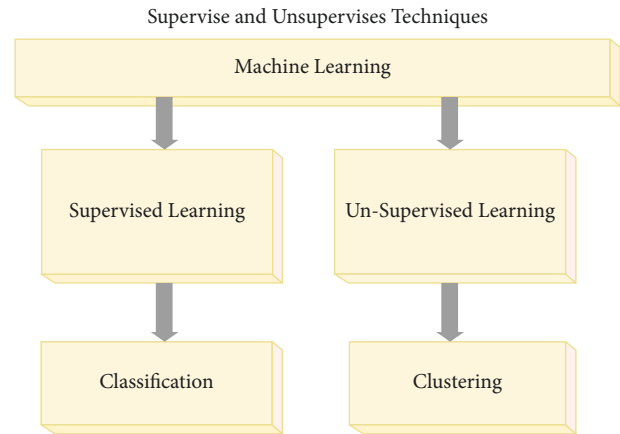 Supervise and Unsupervises Techniques
Machine Learning
Supervised Learning
Un-Supervised Learning
Classification
Clustering